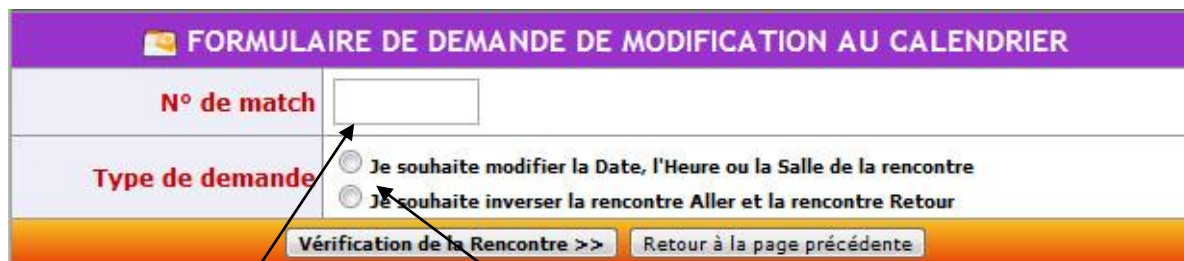 FORMULAIRE DE DEMANDE DE MODIFICATION AU CALENDRIER
N° de match
Je souhaite modifier la Date, l'Heure ou la Salle de la rencontre
Type de demande
Je souhaite inverser la rencontre Aller et la rencontre Retour
Vérification de la Rencontre >> Retour à la page précédente